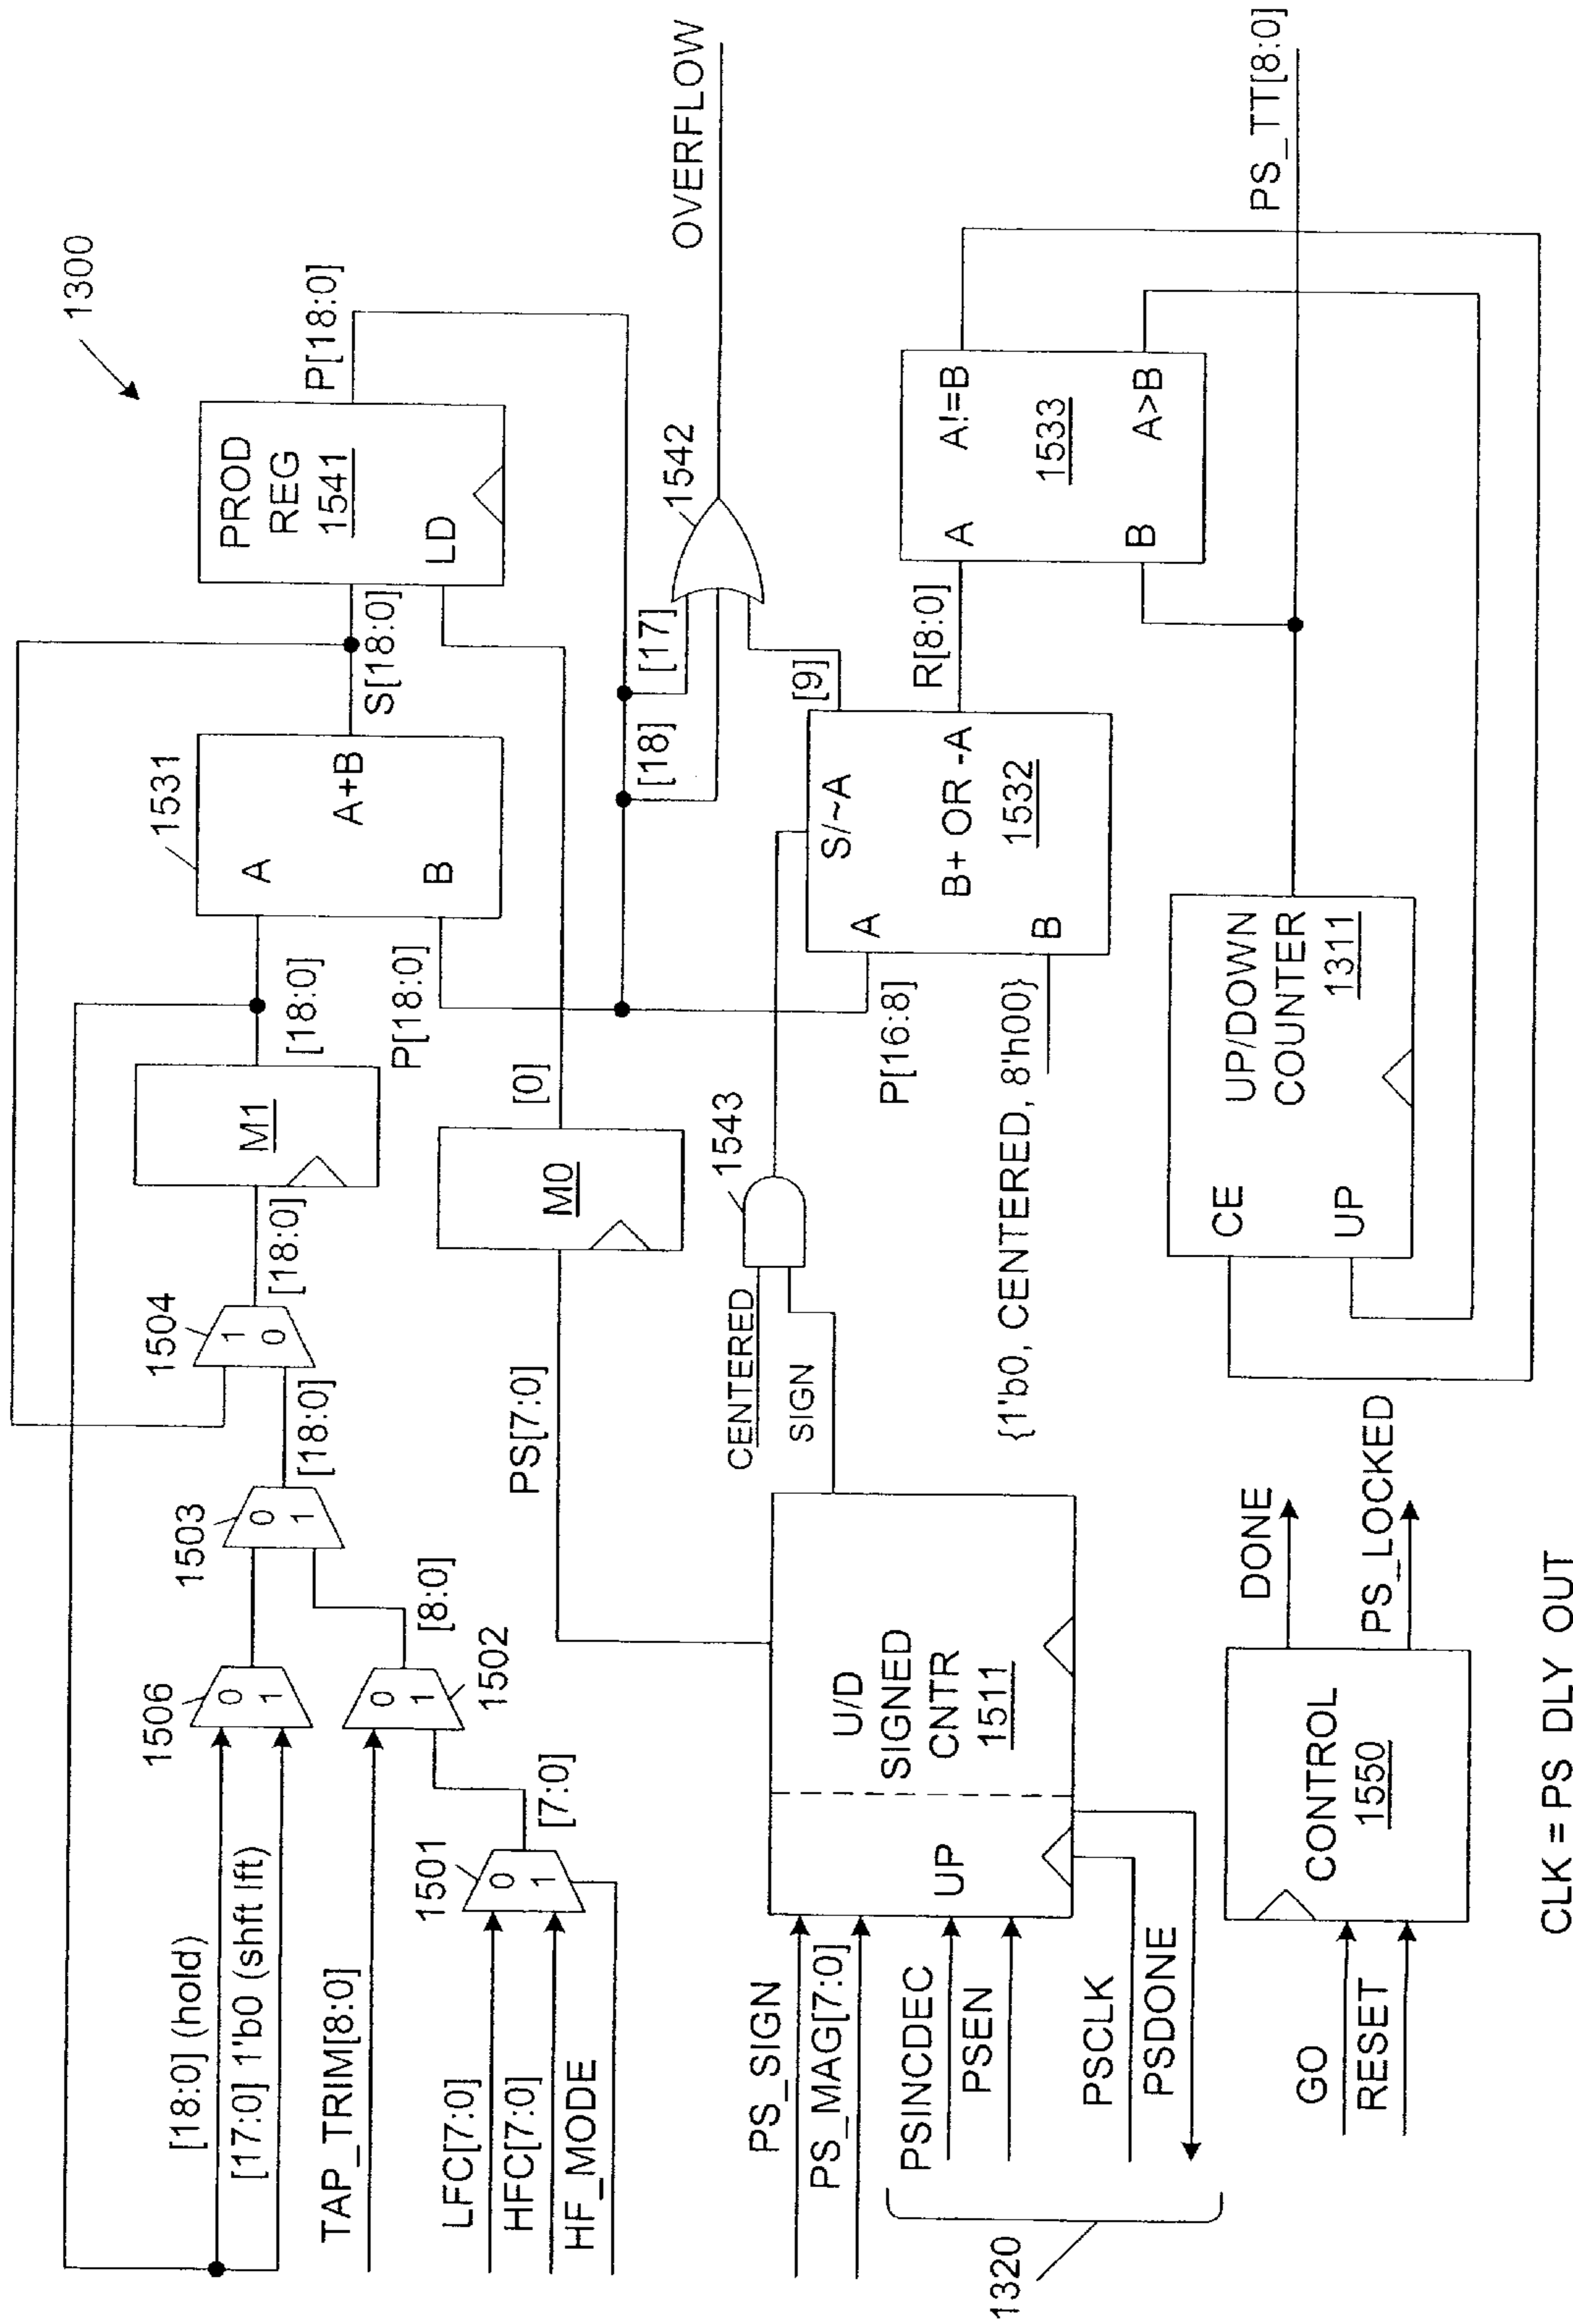 1300
[18:0] (hold)
[17:0] 1'b0 (shft lft)
TAP_TRIM[8:0]
LFC[7:0]
HFC[7:0]
HF_MODE
1506
0
1
1502
0
1
1501
0
1
[7:0]
[8:0]
1503
0
1
[18:0]
1504
1
0
[18:0]
M1
[18:0]
1531
A
A+B
B
P[18:0]
S[18:0]
PROD
REG
1541
LD
P[18:0]
PS[7:0]
M0
[0]
[17]
[18]
1542
OVERFLOW
CENTERED
SIGN
1543
S/~A
[9]
A
B+ OR -A
1532
B
P[16:8]
{1'b0, CENTERED, 8'h00}
R[8:0]
A
A!=B
1533
B
A>B
PS_TT[8:0]
PS_SIGN
PS_MAG[7:0]
PSINCDEC
PSEN
PSCLK
PSDONE
1320
U/D
SIGNED
CNTR
1511
UP
CE
UP/DOWN
COUNTER
1311
UP
GO
RESET
CONTROL
1550
DONE
PS_LOCKED
CLK = PS DLY OUT